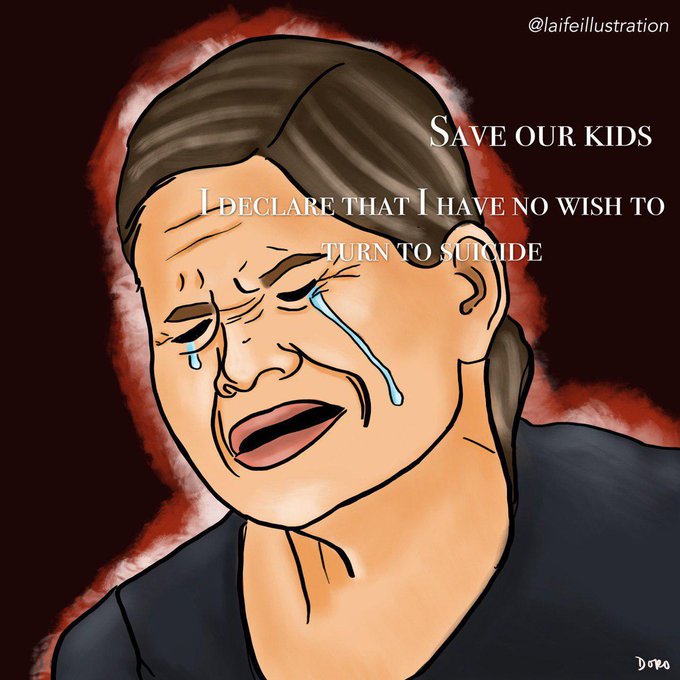 @laifeillustration
SAVE OUR KIDS
I DECLARE THAT I HAVE NO WISH TO
TURN TO SUICIDE
DORO